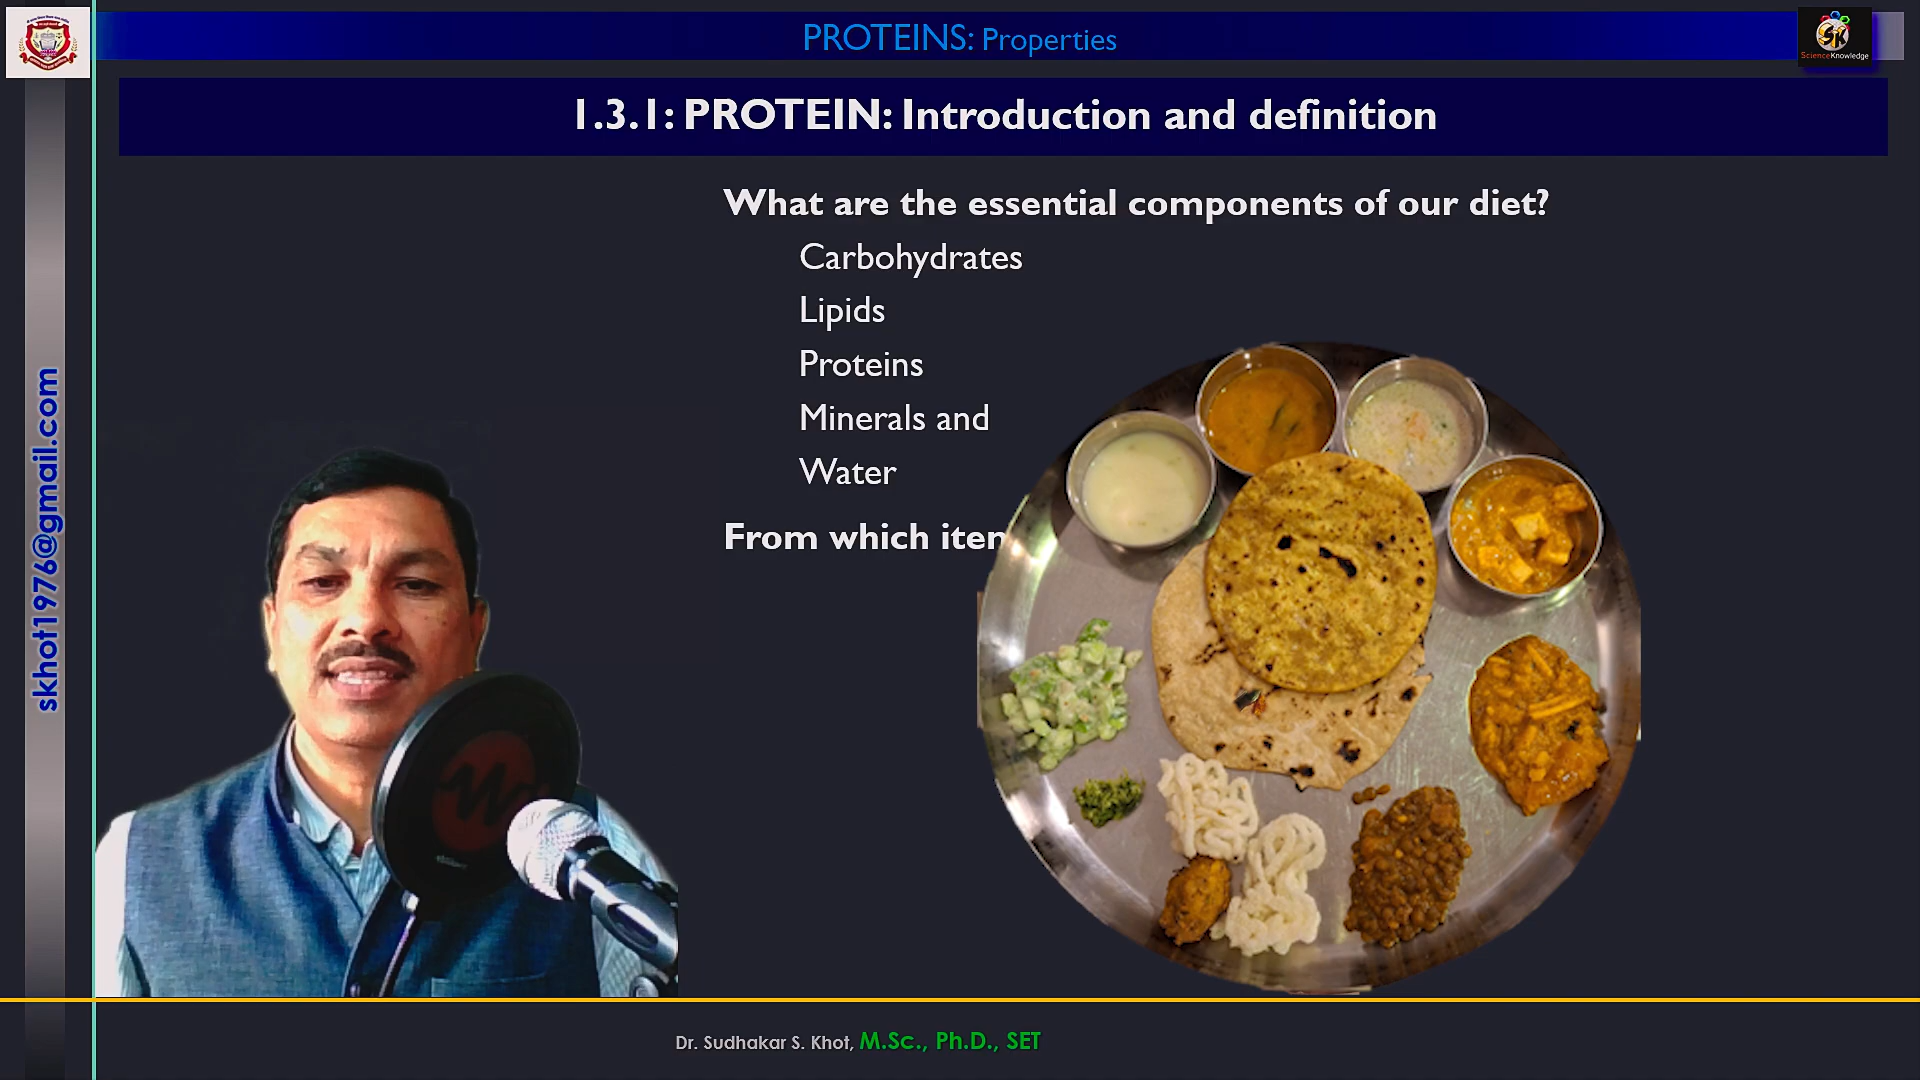 PROTEINS: Properties
ScienceKnowledge
1.3.1: PROTEIN: Introduction and definition
What are the essential components of our diet?
Carbohydrates
Lipids
Proteins
Minerals and
Water
From which
skhot1976@gmail.com
Dr. Sudhakar S. Khot, M.Sc., Ph.D., SET